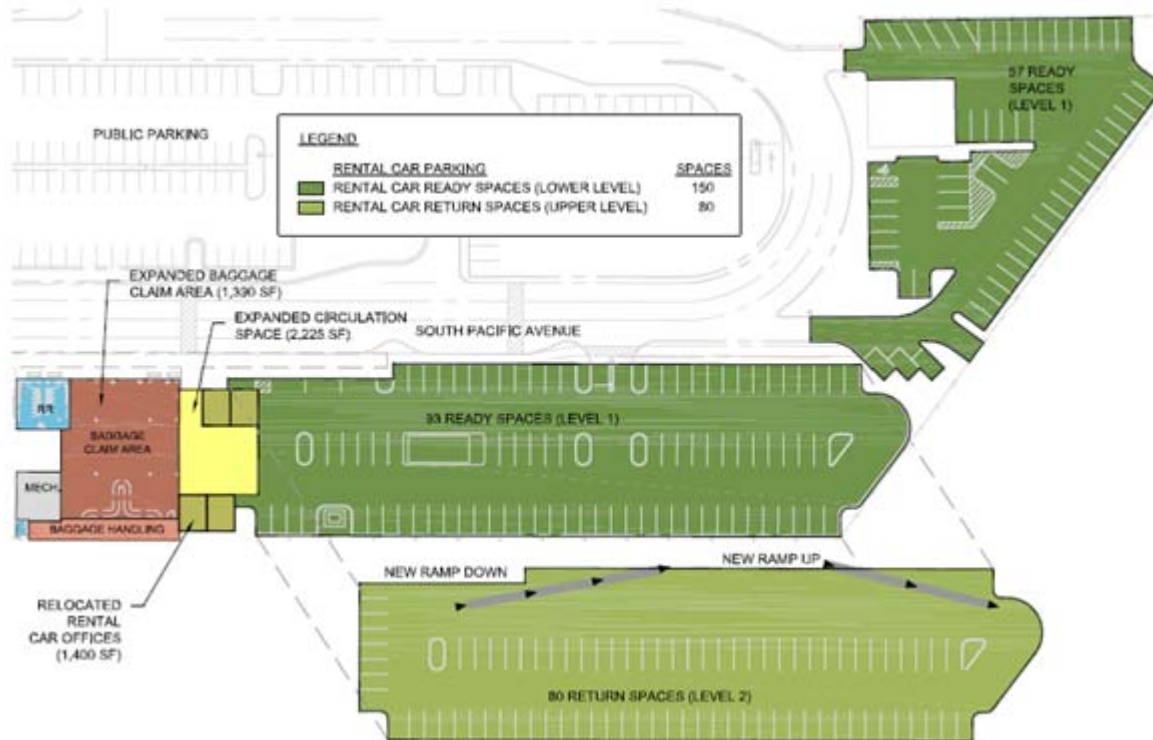 57 READY
SPACES
(LEVEL 1)
PUBLIC PARKING
LEGEND
RENTAL CAR PARKING SPACES
RENTAL CAR READY SPACES (LOWER LEVEL) 150
RENTAL CAR RETURN SPACES (UPPER LEVEL) 80
EXPANDED BAGGAGE
CLAIM AREA (1,390 SF)
EXPANDED CIRCULATION
SPACE (2,225 SF)
SOUTH PACIFIC AVENUE
RR
93 READY SPACES (LEVEL 1)
BAGGAGE
CLAIM AREA
MECH.
BAGGAGE HANDLING
NEW RAMP DOWN
NEW RAMP UP
RELOCATED
RENTAL
CAR OFFICES
(1,400 SF)
80 RETURN SPACES (LEVEL 2)